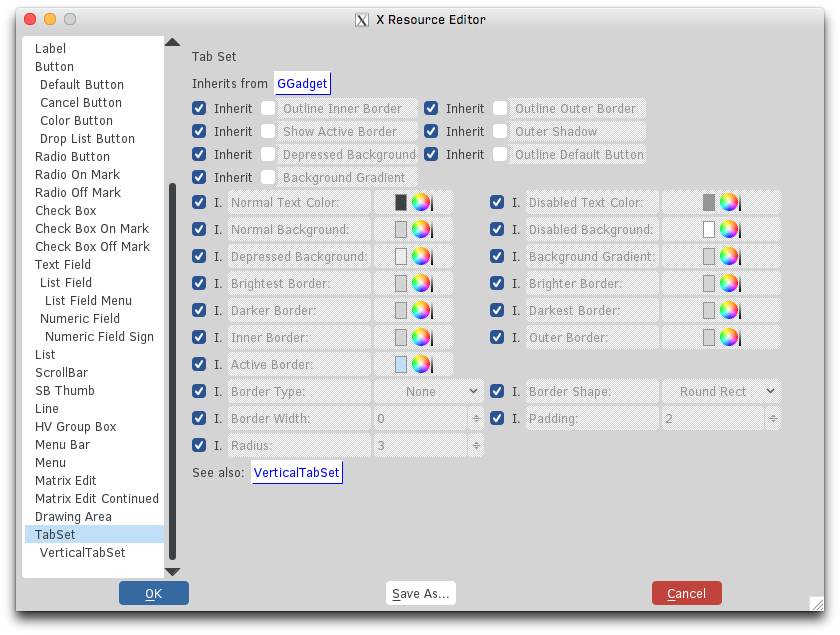 X Resource Editor
Label
Button
Default Button
Cancel Button
Color Button
Drop List Button
Radio Button
Radio On Mark
Radio Off Mark
Check Box
Check Box On Mark
Check Box Off Mark
Text Field
List Field
List Field Menu
Numeric Field
Numeric Field Sign
List
ScrollBar
SB Thumb
Line
HV Group Box
Menu Bar
Menu
Matrix Edit
Matrix Edit Continued
Drawing Area
TabSet
VerticalTabSet
Tab Set
Inherits from GGadget
Inherit Outline Inner Border Inherit Outline Outer Border
Inherit Show Active Border Inherit Outer Shadow
Inherit Depressed Background Inherit Outline Default Button
Inherit Background Gradient
I. Normal Text Color: I. Disabled Text Color:
I. Normal Background: I. Disabled Background:
I. Depressed Background: I. Background Gradient:
I. Brightest Border: I. Brighter Border:
I. Darker Border: I. Darkest Border:
I. Inner Border: I. Outer Border:
I. Active Border:
I. Border Type: None I. Border Shape: Round Rect
I. Border Width: 0 I. Padding: 2
I. Radius: 3
See also: VerticalTabSet
OK Save As... Cancel